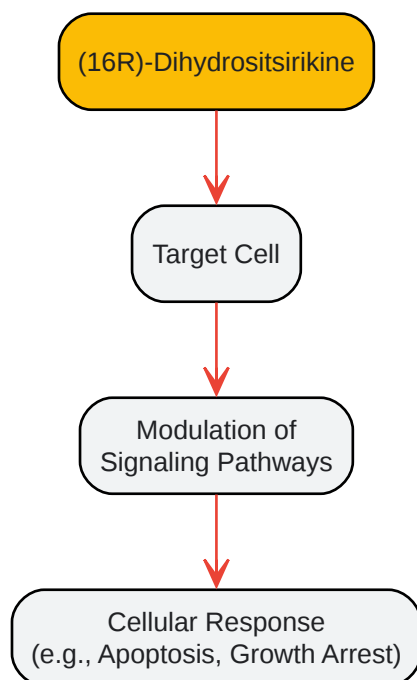 (16R)-Dihydrositsirikine
Target Cell
Modulation of
Signaling Pathways
Cellular Response
(e.g., Apoptosis, Growth Arrest)